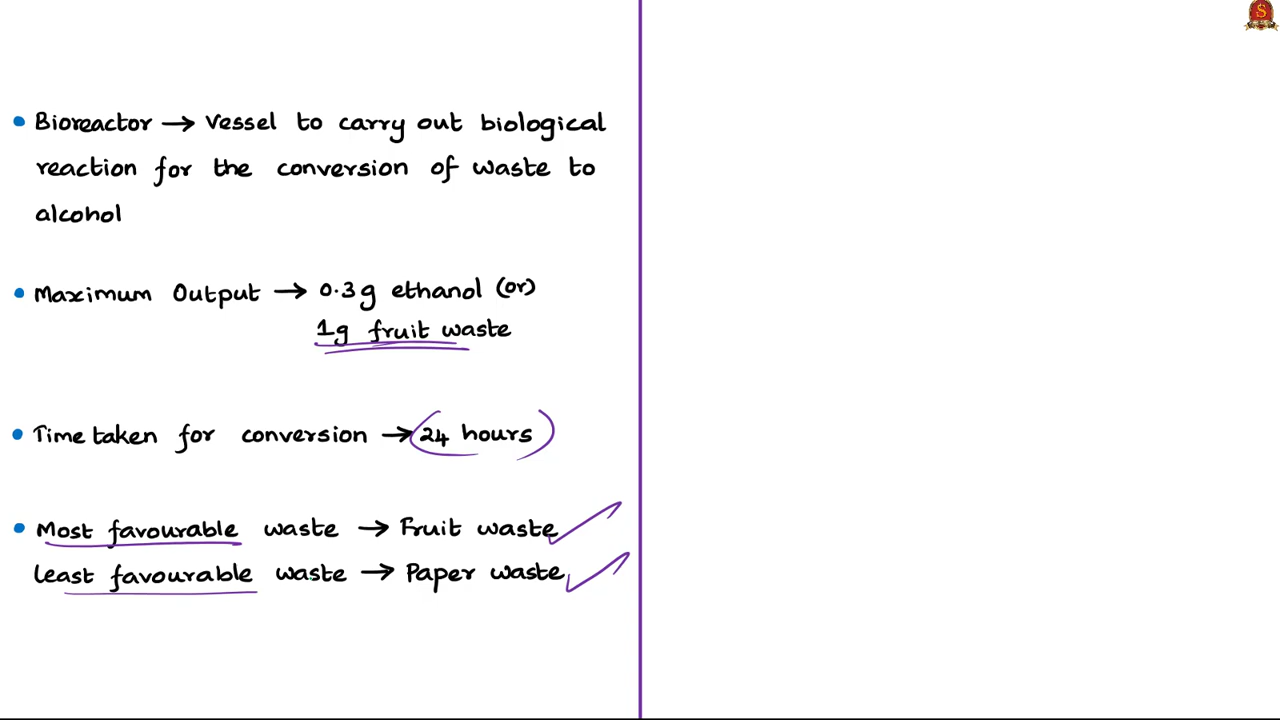 • Bioreactor → Vessel to carry out biological
reaction for the conversion of waste to
alcohol
• Maximum Output → 0.3g ethanol (or)
1g fruit waste
• Time taken for conversion → 24 hours
• Most favourable waste → Fruit waste
Least favourable waste → Paper waste